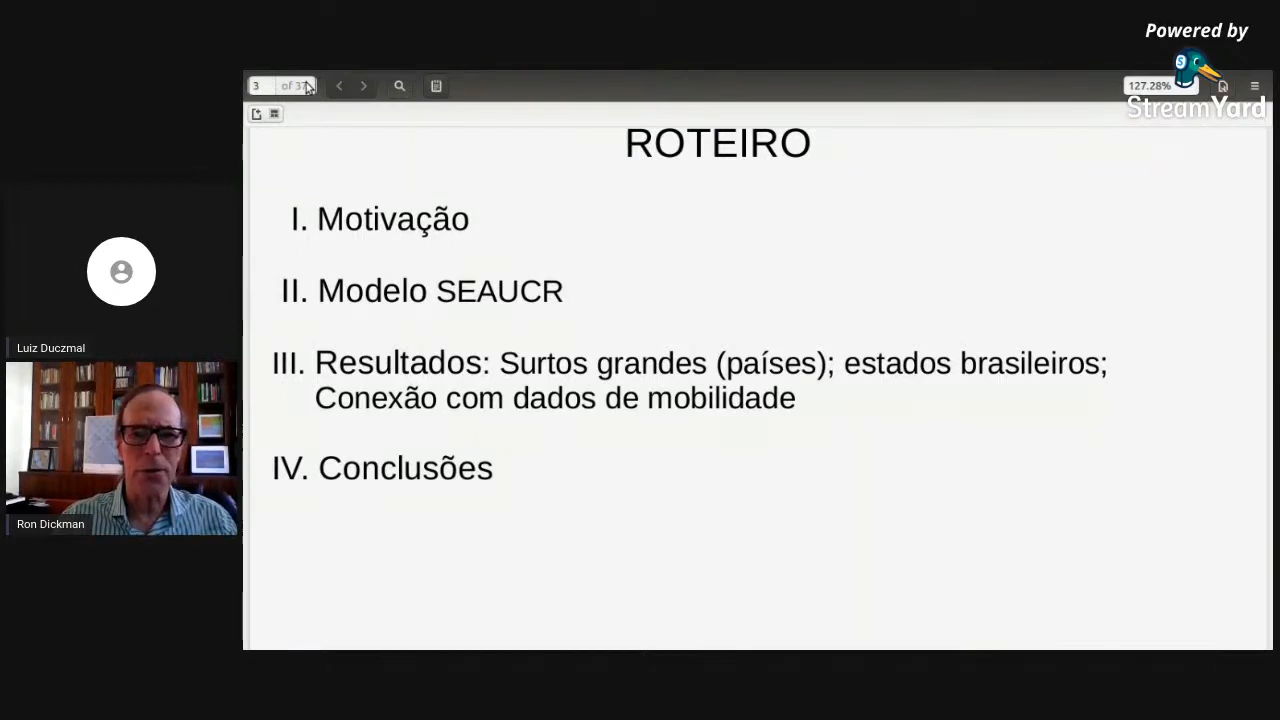 Powered by
StreamYard
3 of 37
127.28%
ROTEIRO
I. Motivação
II. Modelo SEAUCR
III. Resultados: Surtos grandes (países); estados brasileiros;
Conexão com dados de mobilidade
IV. Conclusões
Luiz Duczmal
Ron Dickman